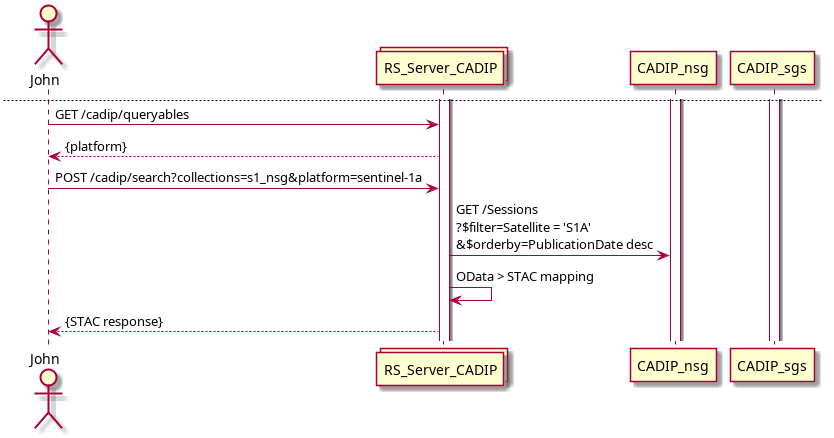 John
RS_Server_CADIP
CADIP_nsg
CADIP_sgs
GET /cadip/queryables
{platform}
POST /cadip/search?collections=s1_nsg&platform=sentinel-1a
GET /Sessions
?$filter=Satellite = 'S1A'
&$orderby=PublicationDate desc
OData > STAC mapping
{STAC response}
John
RS_Server_CADIP
CADIP_nsg
CADIP_sgs